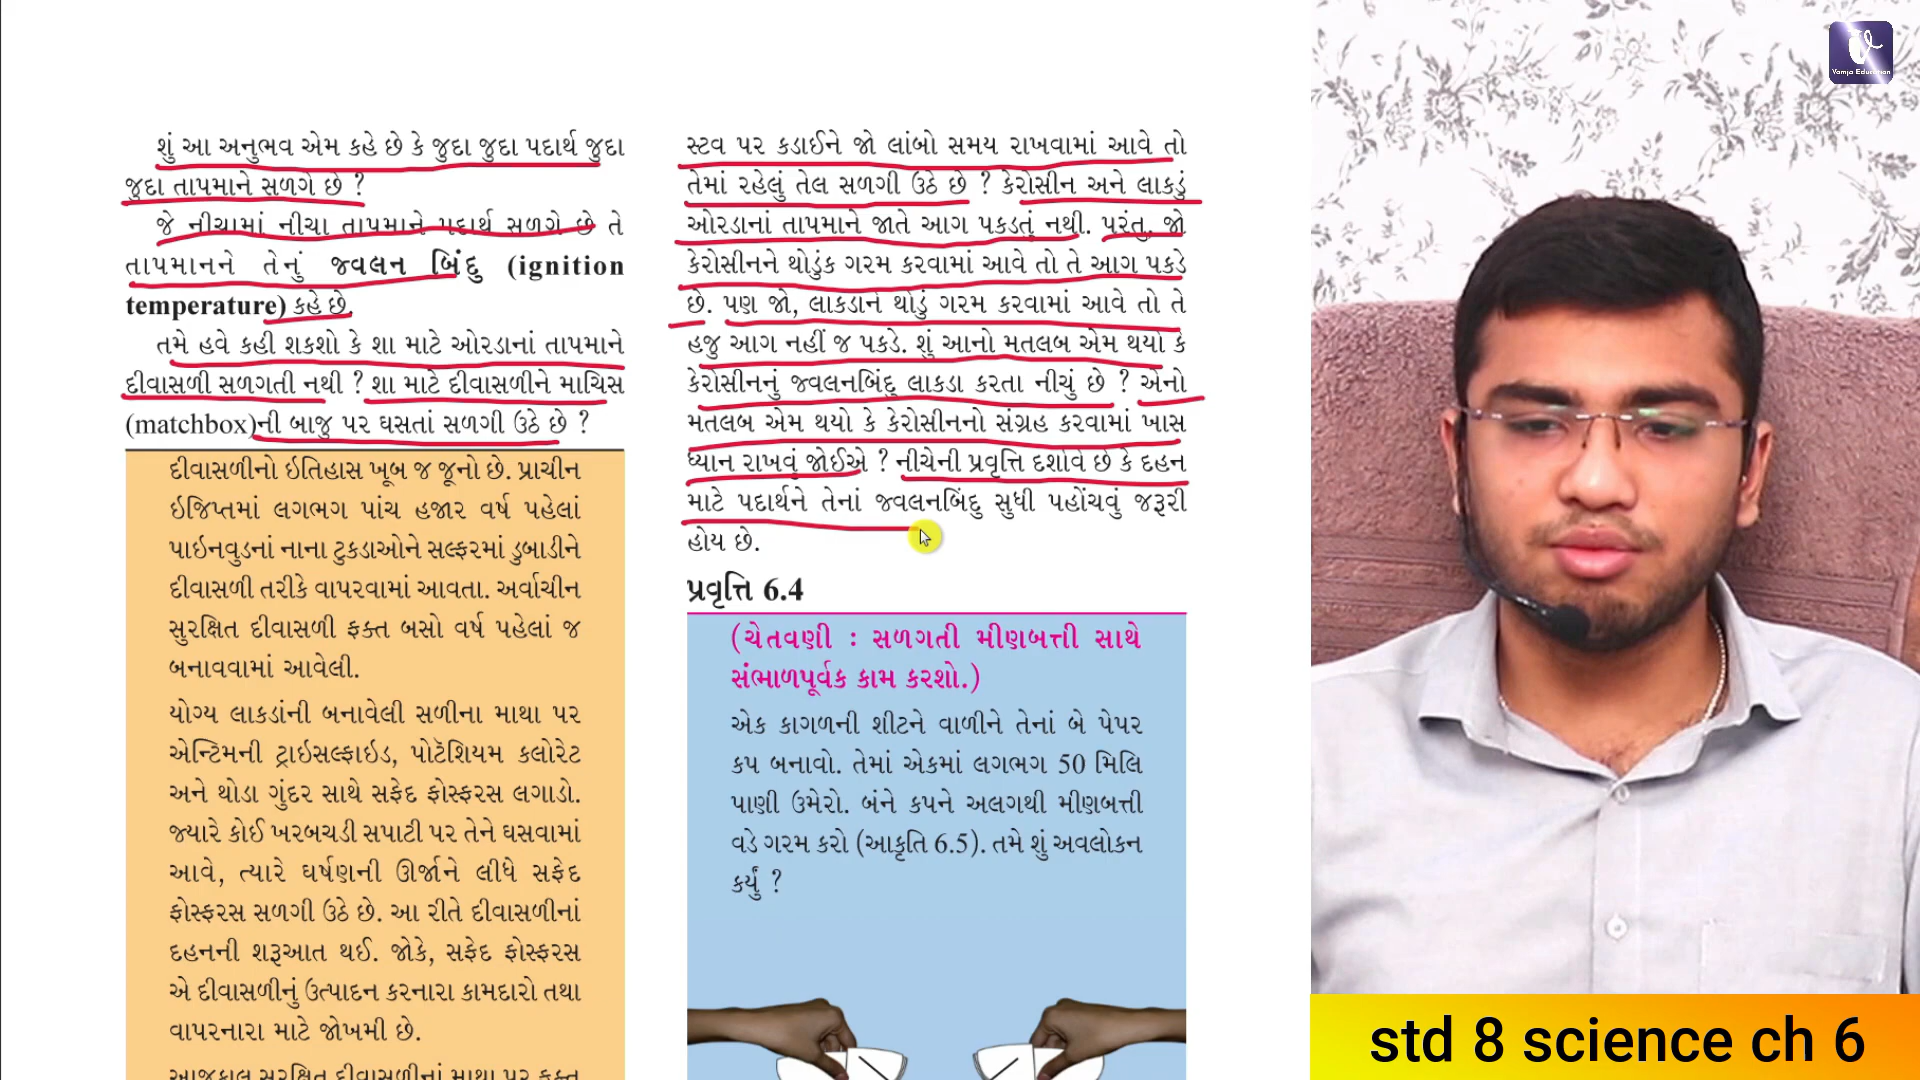 શું આ અનુભવ એમ કહે છે કે જુદા જુદા પદાર્થ જુદા
જુદા તાપમાને સળગે છે ?
જે નીચામાં નીચા તાપમાને પદાર્થ સળગે છે તે
તાપમાનને તેનું જ્વલન બિંદુ (ignition
temperature) કહે છે.
તમે હવે કહી શકશો કે શા માટે ઓરડાનાં તાપમાને
દીવાસળી સળગતી નથી ? શા માટે દીવાસળીને માચિસ
(matchbox)ની બાજુ પર ઘસતાં સળગી ઉઠે છે ?
દીવાસળીનો ઇતિહાસ ખૂબ જ જૂનો છે. પ્રાચીન
ઇજિપ્તમાં લગભગ પાંચ હજાર વર્ષ પહેલાં
પાઇનવુડનાં નાના ટુકડાઓને સલ્ફરમાં ડુબાડીને
દીવાસળી તરીકે વાપરવામાં આવતા. અર્વાચીન
સુરક્ષિત દીવાસળી ફક્ત બસો વર્ષ પહેલાં જ
બનાવવામાં આવેલી.
યોગ્ય લાકડાંની બનાવેલી સળીના માથા પર
એન્ટિમની ટ્રાઇસલ્ફાઇડ, પોટૅશિયમ કલોરેટ
અને થોડા ગુંદર સાથે સફેદ ફોસ્ફરસ લગાડો.
જ્યારે કોઈ ખરબચડી સપાટી પર તેને ઘસવામાં
આવે, ત્યારે ઘર્ષણની ઊર્જાને લીધે સફેદ
ફોસ્ફરસ સળગી ઉઠે છે. આ રીતે દીવાસળીનાં
દહનની શરૂઆત થઈ. જોકે, સફેદ ફોસ્ફરસ
એ દીવાસળીનું ઉત્પાદન કરનારા કામદારો તથા
વાપરનારા માટે જોખમી છે.
આજકાલ સુરક્ષિત દીવાસળીનાં માથા પર ફક્ત
સ્ટવ પર કડાઈને જો લાંબો સમય રાખવામાં આવે તો
તેમાં રહેલું તેલ સળગી ઉઠે છે ? કેરોસીન અને લાકડું
ઓરડાનાં તાપમાને જાતે આગ પકડતું નથી. પરંતુ, જો
કેરોસીનને થોડુંક ગરમ કરવામાં આવે તો તે આગ પકડે
છે. પણ જો, લાકડાને થોડું ગરમ કરવામાં આવે તો તે
હજુ આગ નહીં જ પકડે. શું આનો મતલબ એમ થયો કે
કેરોસીનનું જ્વલનબિંદુ લાકડા કરતા નીચું છે ? એનો
મતલબ એમ થયો કે કેરોસીનનો સંગ્રહ કરવામાં ખાસ
ધ્યાન રાખવું જોઈએ ? નીચેની પ્રવૃત્તિ દર્શાવે છે કે દહન
માટે પદાર્થને તેનાં જ્વલનબિંદુ સુધી પહોંચવું જરૂરી
હોય છે.
પ્રવૃત્તિ 6.4
(ચેતવણી : સળગતી મીણબત્તી સાથે
સંભાળપૂર્વક કામ કરશો.)
એક કાગળની શીટને વાળીને તેનાં બે પેપર
કપ બનાવો. તેમાં એકમાં લગભગ 50 મિલિ
પાણી ઉમેરો. બંને કપને અલગથી મીણબત્તી
વડે ગરમ કરો (આકૃતિ 6.5). તમે શું અવલોકન
કર્યું ?
Vamja Education
std 8 science ch 6